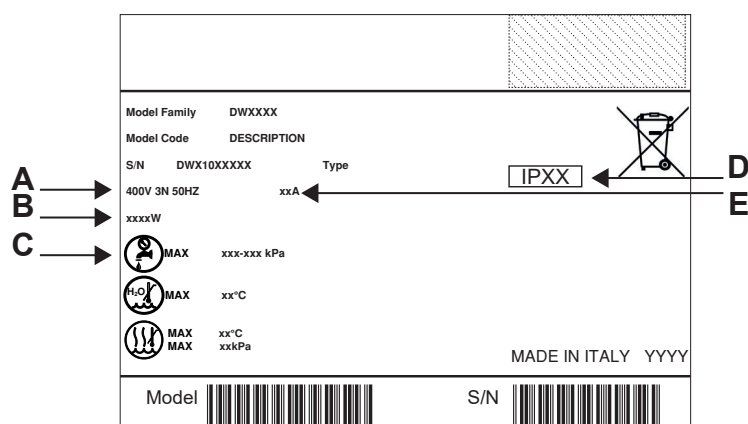 Model Family DWXXXX
Model Code DESCRIPTION
S/N DWX10XXXXX Type
A 400V 3N 50HZ xxA E
B xxxxW
IPXX D
C MAX xxx-xxx kPa
H₂O MAX xx°C
MAX xx°C
MAX xxkPa
MADE IN ITALY YYYY
Model S/N